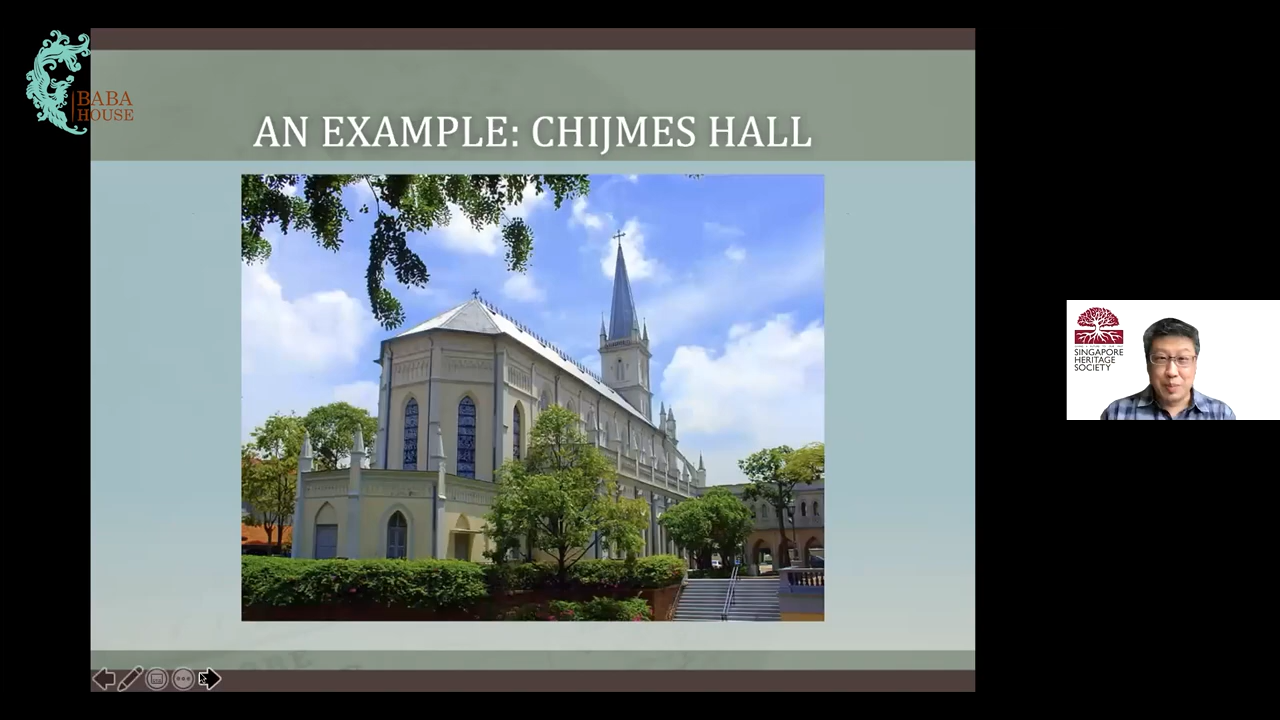 BABA
HOUSE
AN EXAMPLE: CHIJMES HALL
SINGAPORE
HERITAGE
SOCIETY